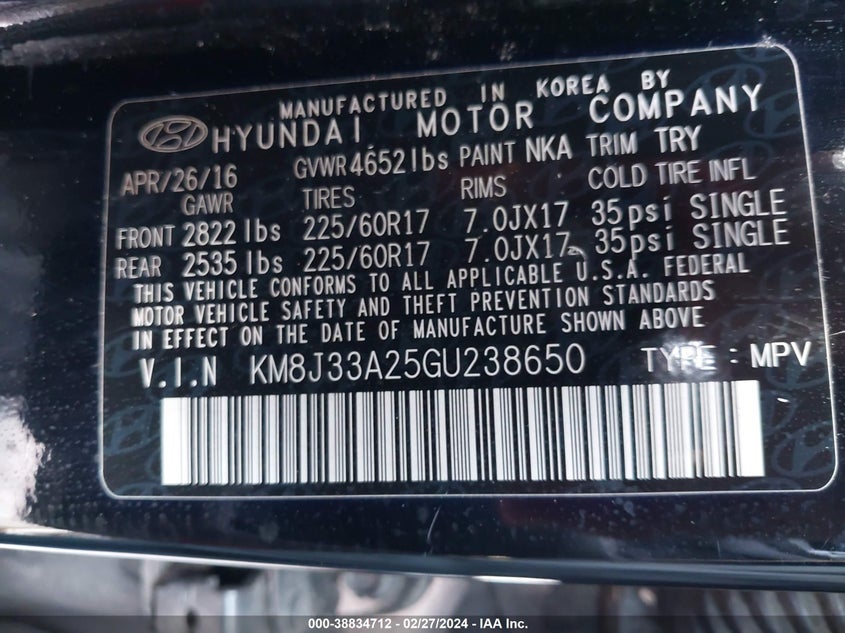 MANUFACTURED IN KOREA BY
HYUNDAI MOTOR COMPANY
APR/26/16 GVWR 4652 lbs PAINT NKA TRIM TRY
GAWR TIRES RIMS COLD TIRE INFL
FRONT 2822 lbs 225/60R17 7.0JX17 35psi SINGLE
REAR 2535 lbs 225/60R17 7.0JX17 35psi SINGLE
THIS VEHICLE CONFORMS TO ALL APPLICABLE U.S.A. FEDERAL
MOTOR VEHICLE SAFETY AND THEFT PREVENTION STANDARDS
IN EFFECT ON THE DATE OF MANUFACTURE SHOWN ABOVE
V.I.N KM8J33A25GU238650 TYPE : MPV
000-38834712 - 02/27/2024 - IAA Inc.